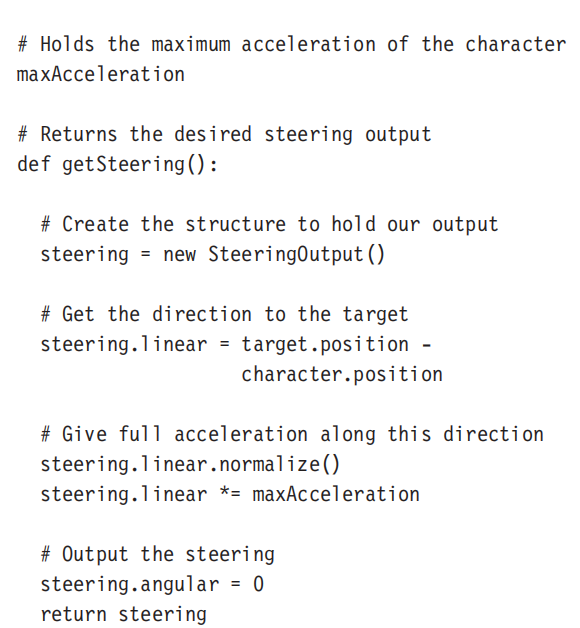 # Holds the maximum acceleration of the character
maxAcceleration
# Returns the desired steering output
def getSteering():
# Create the structure to hold our output
steering = new SteeringOutput()
# Get the direction to the target
steering.linear = target.position -
character.position
# Give full acceleration along this direction
steering.linear.normalize()
steering.linear *= maxAcceleration
# Output the steering
steering.angular = 0
return steering